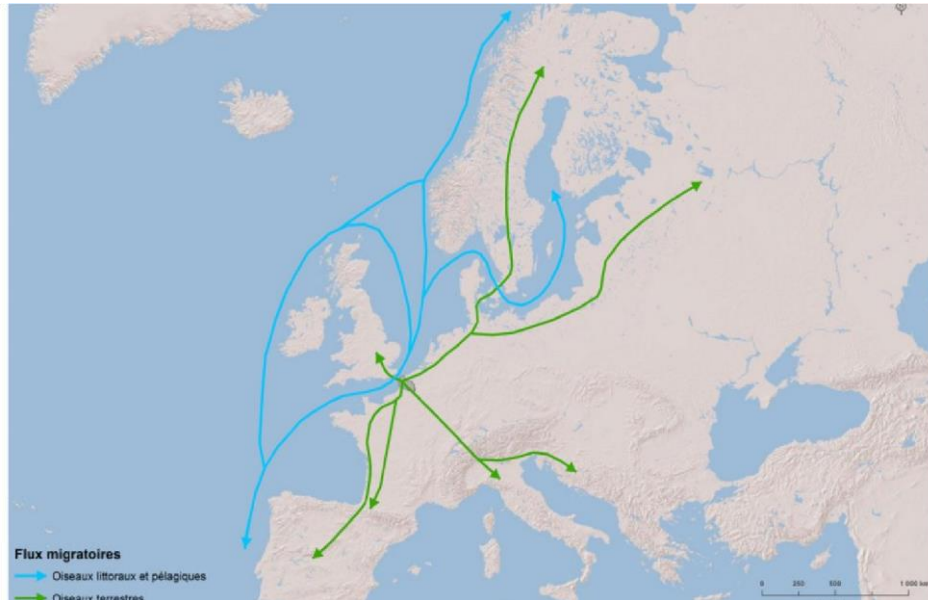 Flux migratoires
Oiseaux littoraux et pélagiques
Oiseaux terrestres
0 250 500 1 000 km